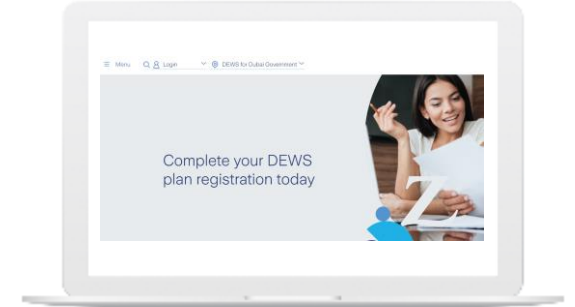 Menu Login DEWS for Dubai Government
Complete your DEWS
plan registration today
Z